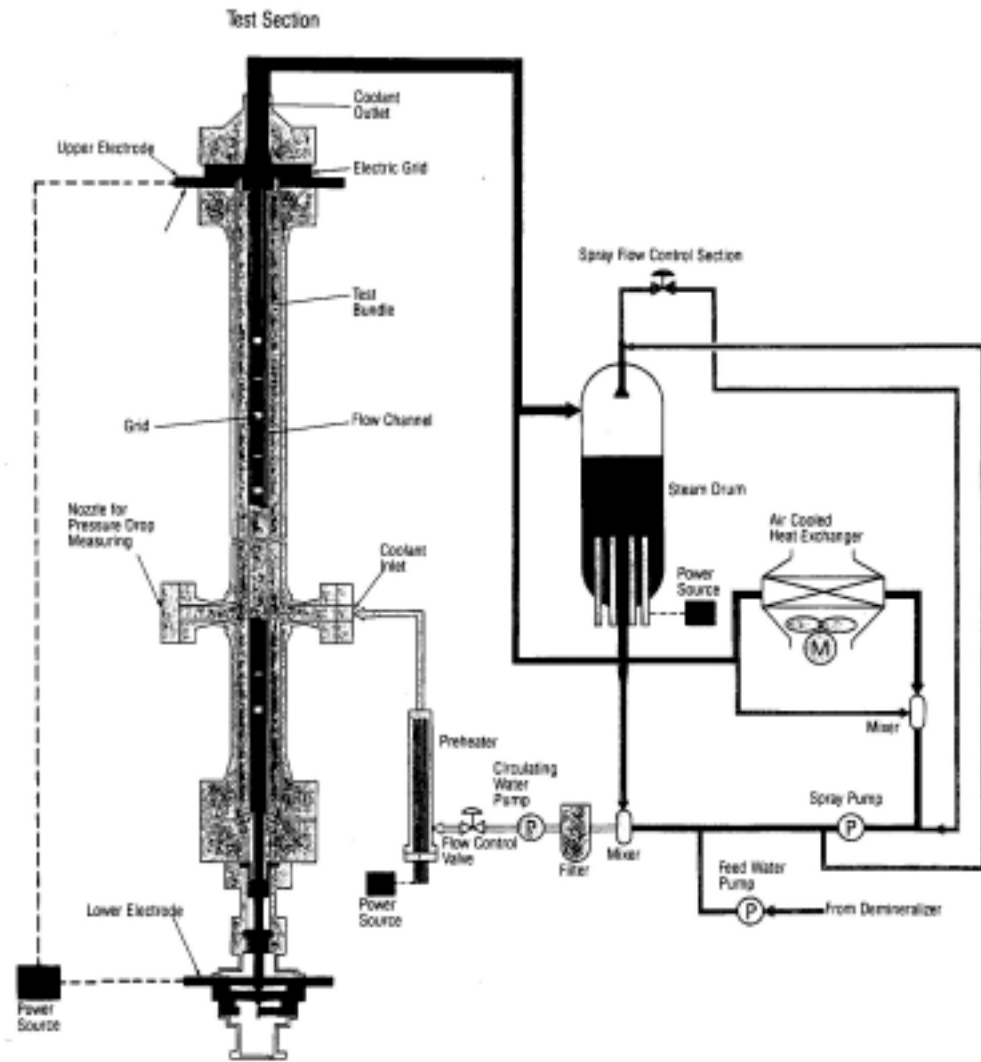 Test Section
Coolant
Outlet
Upper Electrode
Electric Grid
Spray Flow Control Section
Test
Bundle
Grid
Flow Channel
Steam Drum
Nozzle for
Pressure Drop
Measuring
Air Cooled
Heat Exchanger
Coolant
Inlet
Power
Source
M
Mixer
Preheater
Circulating
Water
Pump
Spray Pump
P
P
Flow Control
Valve
Filter
Mixer
Feed Water
Pump
Power
Source
P
From Demineralizer
Lower Electrode
Power
Source